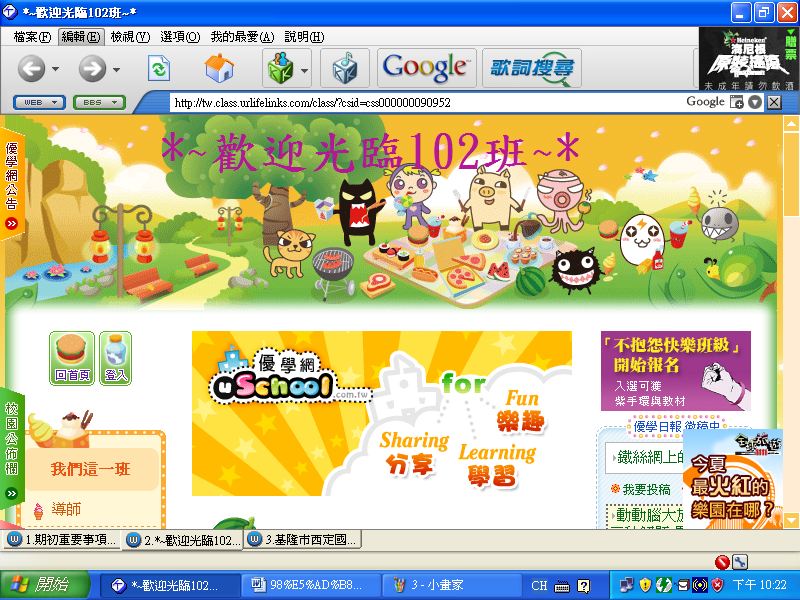 *~歡迎光臨102班~*
檔案(F) 編輯(E) 檢視(V) 選項(O) 我的最愛(A) 說明(H)
Heineken
海尼根
贈票
未成年請勿飲酒
Google
歌詞搜尋
WEB
BBS
http://tw.class.urlifelinks.com/class/?csid=css000000090952
Google
優學網公告
*~歡迎光臨102班~*
回首頁
登入
優學網
uSchool.com.tw
for
Fun
樂趣
Sharing
分享
Learning
學習
「不抱怨快樂班級」
開始報名
入選可獲
紫手環與教材
校園公佈欄
我們這一班
導師
優學日報 徵稿中
鐵絲網上的
我要投稿
動動腦大放
今夏
最火紅的
樂園在哪?
1.期初重要事項...
2.*~歡迎光臨102...
3.基隆市西定國...
開始
*~歡迎光臨102...
98%E5%AD%B8...
3 - 小畫家
CH
下午 10:22